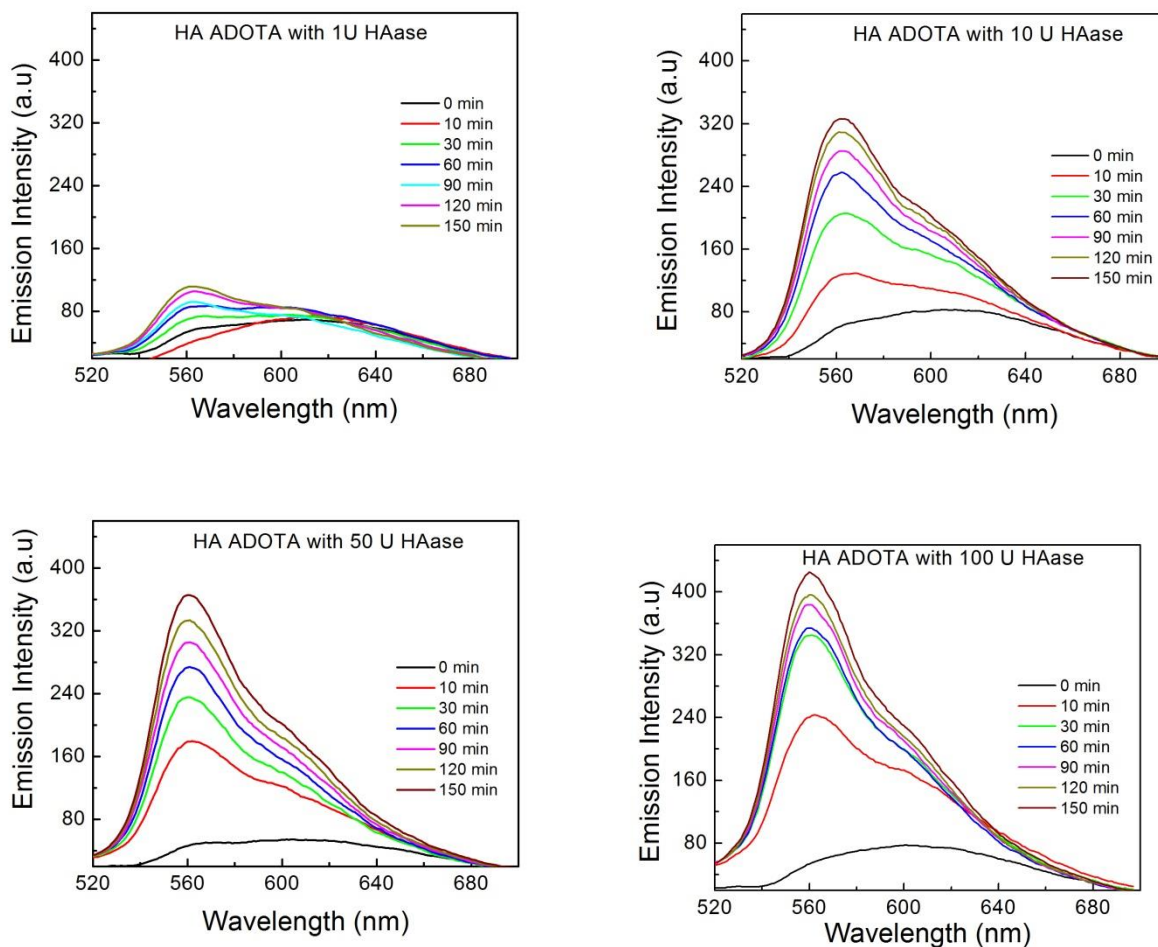 HA ADOTA with 1U HAase
Emission Intensity (a.u)
400
320
240
160
80
0 min
10 min
30 min
60 min
90 min
120 min
150 min
520 560 600 640 680
Wavelength (nm)
HA ADOTA with 10 U HAase
Emission Intensity (a.u)
400
320
240
160
80
0 min
10 min
30 min
60 min
90 min
120 min
150 min
520 560 600 640 680
Wavelength (nm)
HA ADOTA with 50 U HAase
Emission Intensity (a.u)
400
320
240
160
80
0 min
10 min
30 min
60 min
90 min
120 min
150 min
520 560 600 640 680
Wavelength (nm)
HA ADOTA with 100 U HAase
Emission Intensity (a.u)
400
320
240
160
80
0 min
10 min
30 min
60 min
90 min
120 min
150 min
520 560 600 640 680
Wavelength (nm)